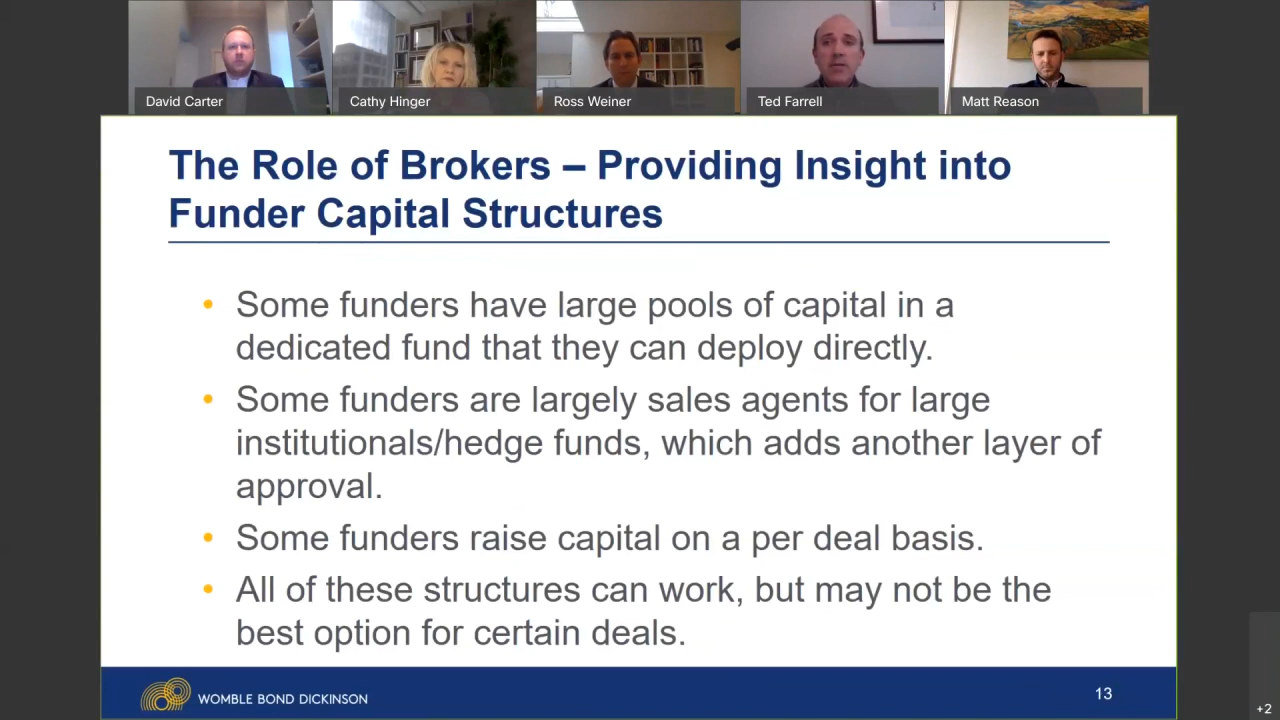 David Carter
Cathy Hinger
Ross Weiner
Ted Farrell
Matt Reason
The Role of Brokers – Providing Insight into
Funder Capital Structures
• Some funders have large pools of capital in a
dedicated fund that they can deploy directly.
• Some funders are largely sales agents for large
institutionals/hedge funds, which adds another layer of
approval.
• Some funders raise capital on a per deal basis.
• All of these structures can work, but may not be the
best option for certain deals.
WOMBLE BOND DICKINSON
13
+2